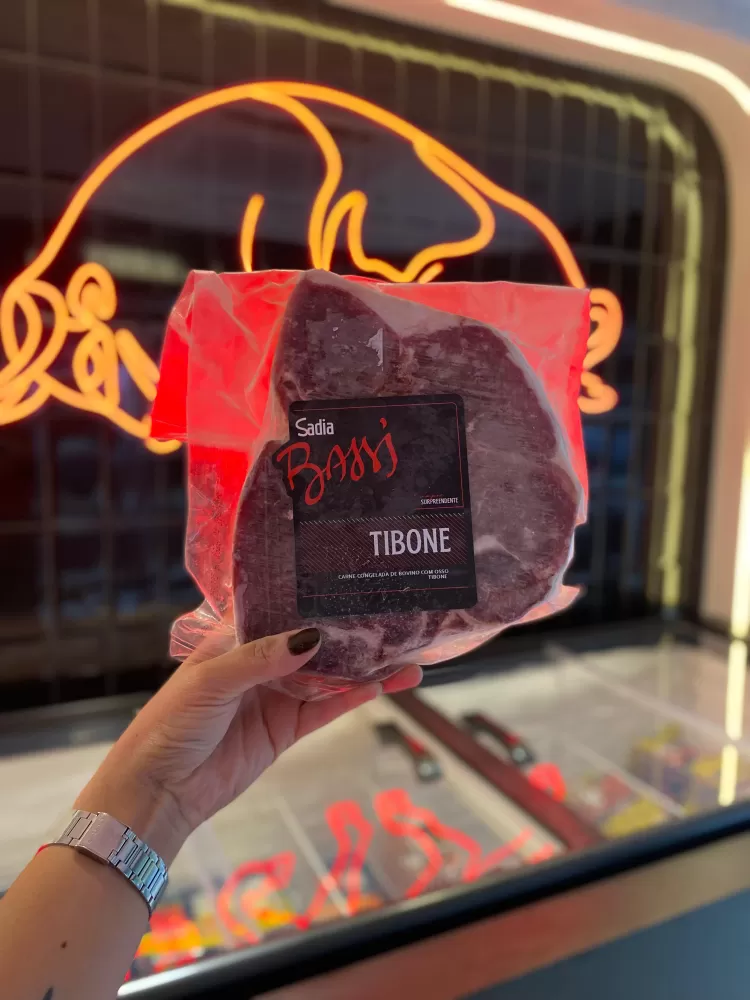 Sadia
Bassi
SURPREENDENTE
TIBONE
CARNE CONGELADA DE BOVINO COM OSSO
TIBONE